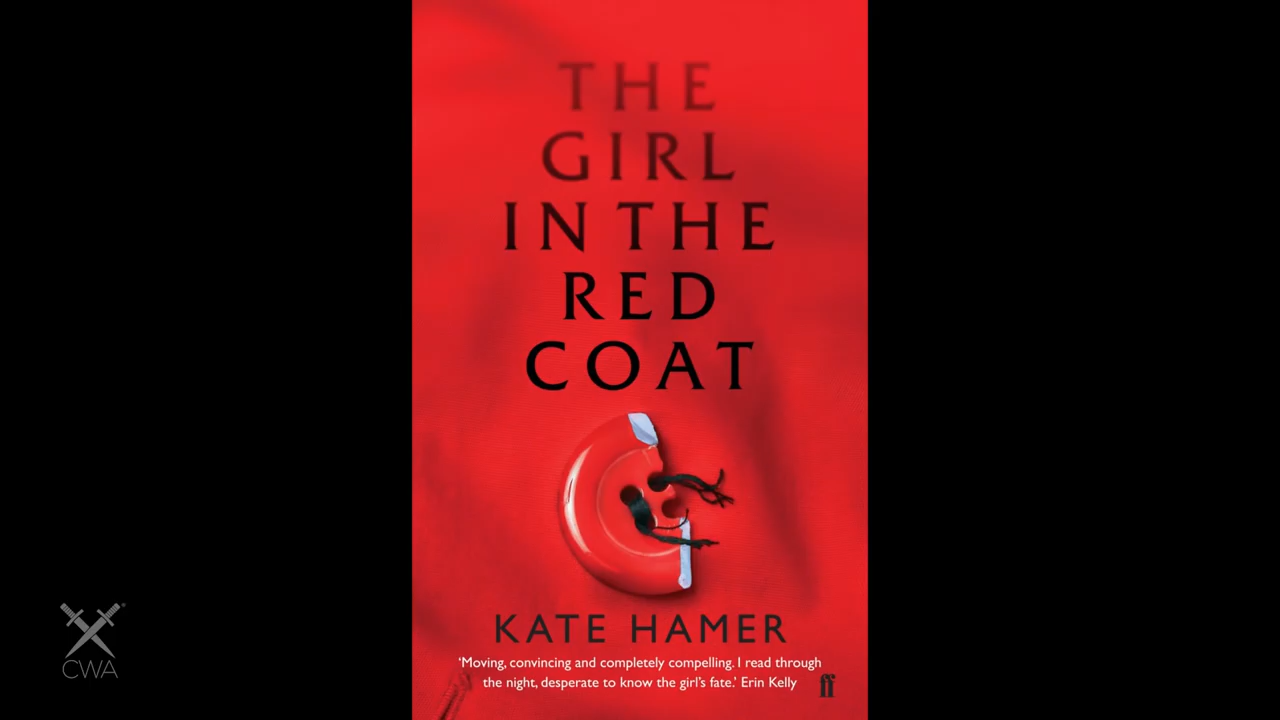 THE
GIRL
IN THE
RED
COAT
KATE HAMER
‘Moving, convincing and completely compelling. I read through
the night, desperate to know the girl’s fate.’ Erin Kelly
ff
CWA